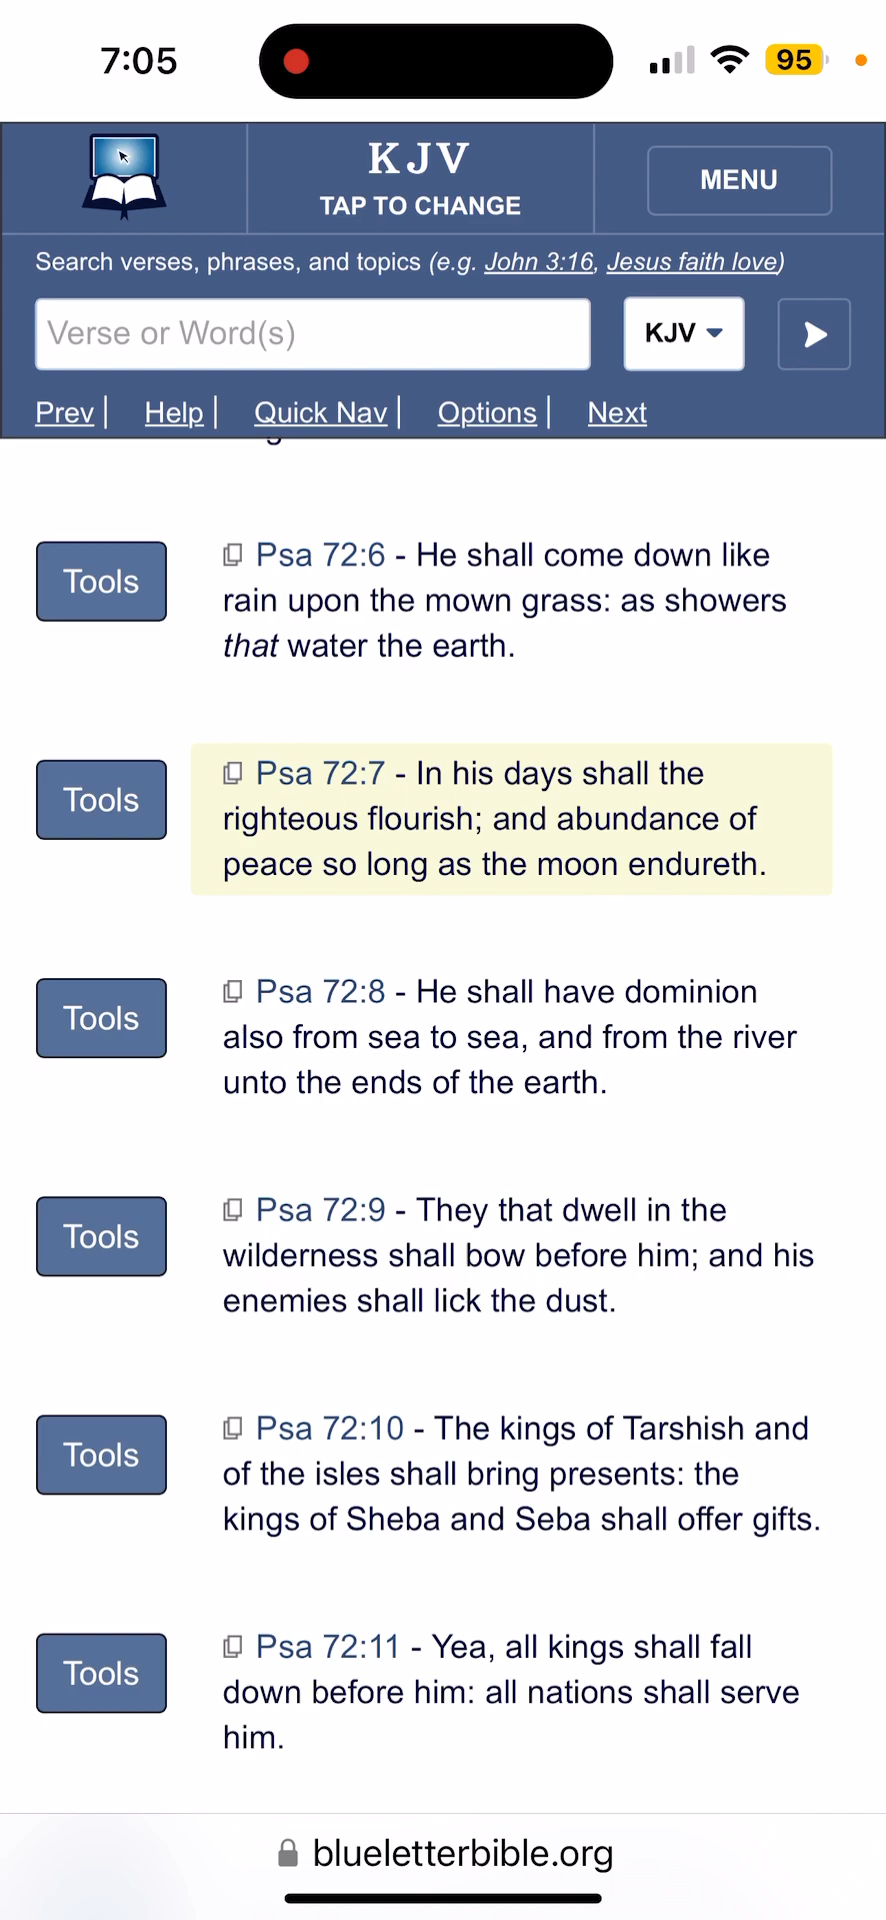 7:05
95
KJV
TAP TO CHANGE
MENU
Search verses, phrases, and topics (e.g. John 3:16, Jesus faith love)
Verse or Word(s)
KJV
Prev | Help | Quick Nav | Options | Next
Tools
Psa 72:6 - He shall come down like
rain upon the mown grass: as showers
that water the earth.
Tools
Psa 72:7 - In his days shall the
righteous flourish; and abundance of
peace so long as the moon endureth.
Tools
Psa 72:8 - He shall have dominion
also from sea to sea, and from the river
unto the ends of the earth.
Tools
Psa 72:9 - They that dwell in the
wilderness shall bow before him; and his
enemies shall lick the dust.
Tools
Psa 72:10 - The kings of Tarshish and
of the isles shall bring presents: the
kings of Sheba and Seba shall offer gifts.
Tools
Psa 72:11 - Yea, all kings shall fall
down before him: all nations shall serve
him.
blueletterbible.org